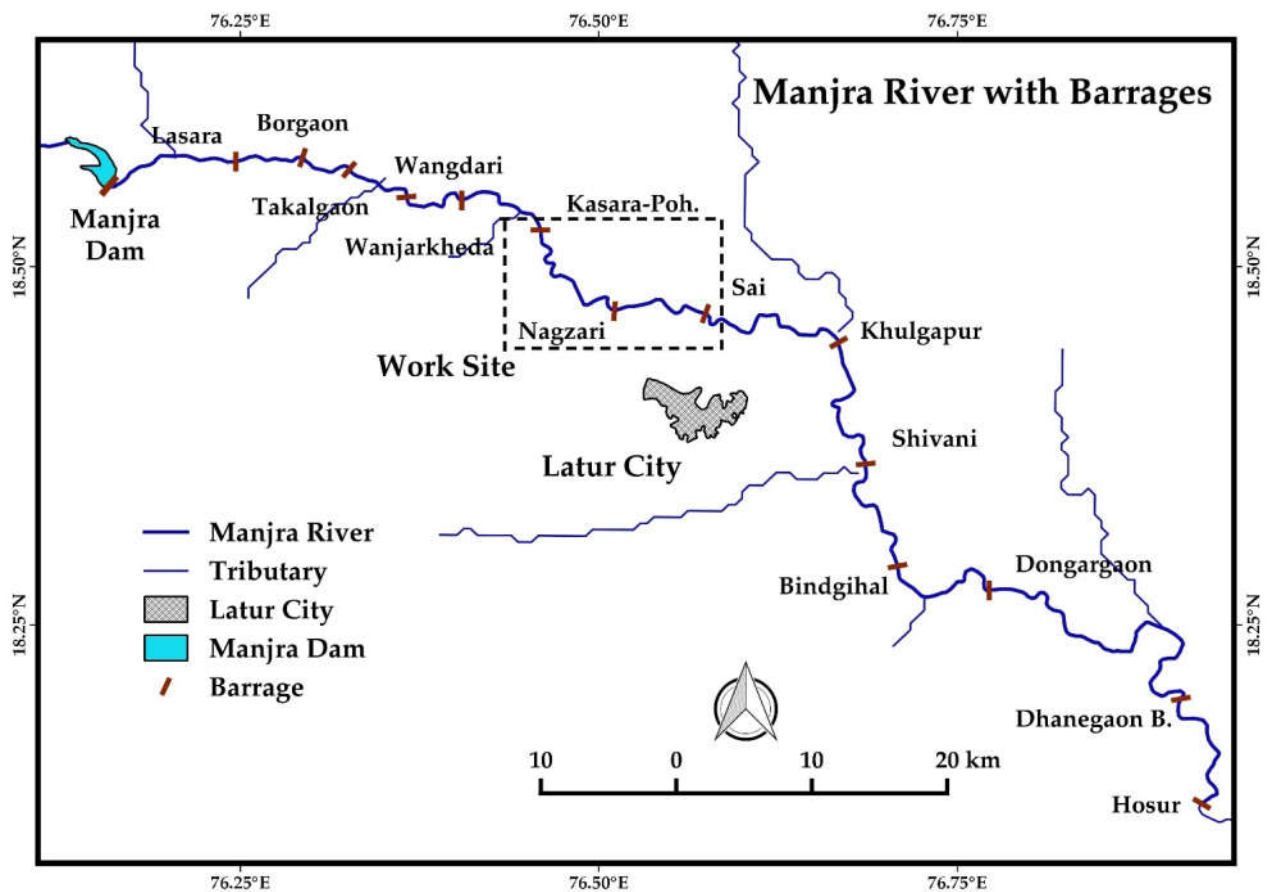 76.25°E
76.50°E
76.75°E
Manjra River with Barrages
Borgaon
Lasara
Wangdari
Kasara-Poh.
Takalgaon
Manjra
Dam
Wanjarkheda
18.50°N
18.50°N
Sai
Nagzari
Khulgapur
Work Site
Shivani
Latur City
Manjra River
Tributary
Latur City
Manjra Dam
Barrage
Dongargaon
Bindgihal
18.25°N
18.25°N
Dhanegaon B.
10
0
10
20 km
Hosur
76.25°E
76.50°E
76.75°E